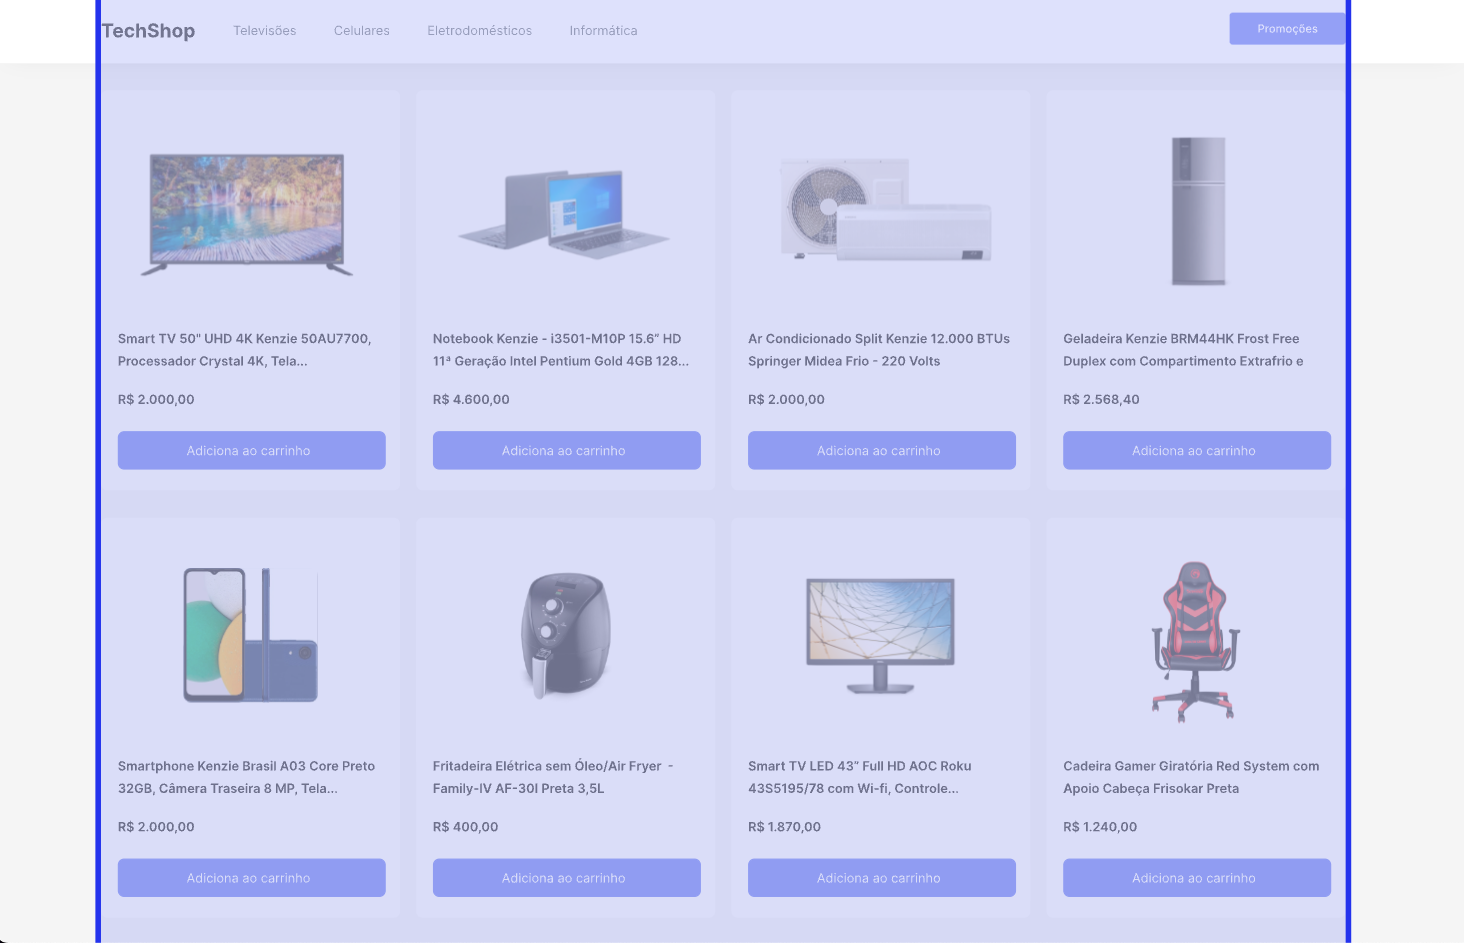 TechShop
Televisões
Celulares
Eletrodomésticos
Informática
Promoções
Smart TV 50" UHD 4K Kenzie 50AU7700,
Processador Crystal 4K, Tela...
R$ 2.000,00
Adiciona ao carrinho
Notebook Kenzie - i3501-M10P 15.6” HD
11ª Geração Intel Pentium Gold 4GB 128...
R$ 4.600,00
Adiciona ao carrinho
Ar Condicionado Split Kenzie 12.000 BTUs
Springer Midea Frio - 220 Volts
R$ 2.000,00
Adiciona ao carrinho
Geladeira Kenzie BRM44HK Frost Free
Duplex com Compartimento Extrafrio e
R$ 2.568,40
Adiciona ao carrinho
Smartphone Kenzie Brasil A03 Core Preto
32GB, Câmera Traseira 8 MP, Tela...
R$ 2.000,00
Adiciona ao carrinho
Fritadeira Elétrica sem Óleo/Air Fryer -
Family-IV AF-30I Preta 3,5L
R$ 400,00
Adiciona ao carrinho
Smart TV LED 43” Full HD AOC Roku
43S5195/78 com Wi-fi, Controle...
R$ 1.870,00
Adiciona ao carrinho
Cadeira Gamer Giratória Red System com
Apoio Cabeça Frisokar Preta
R$ 1.240,00
Adiciona ao carrinho